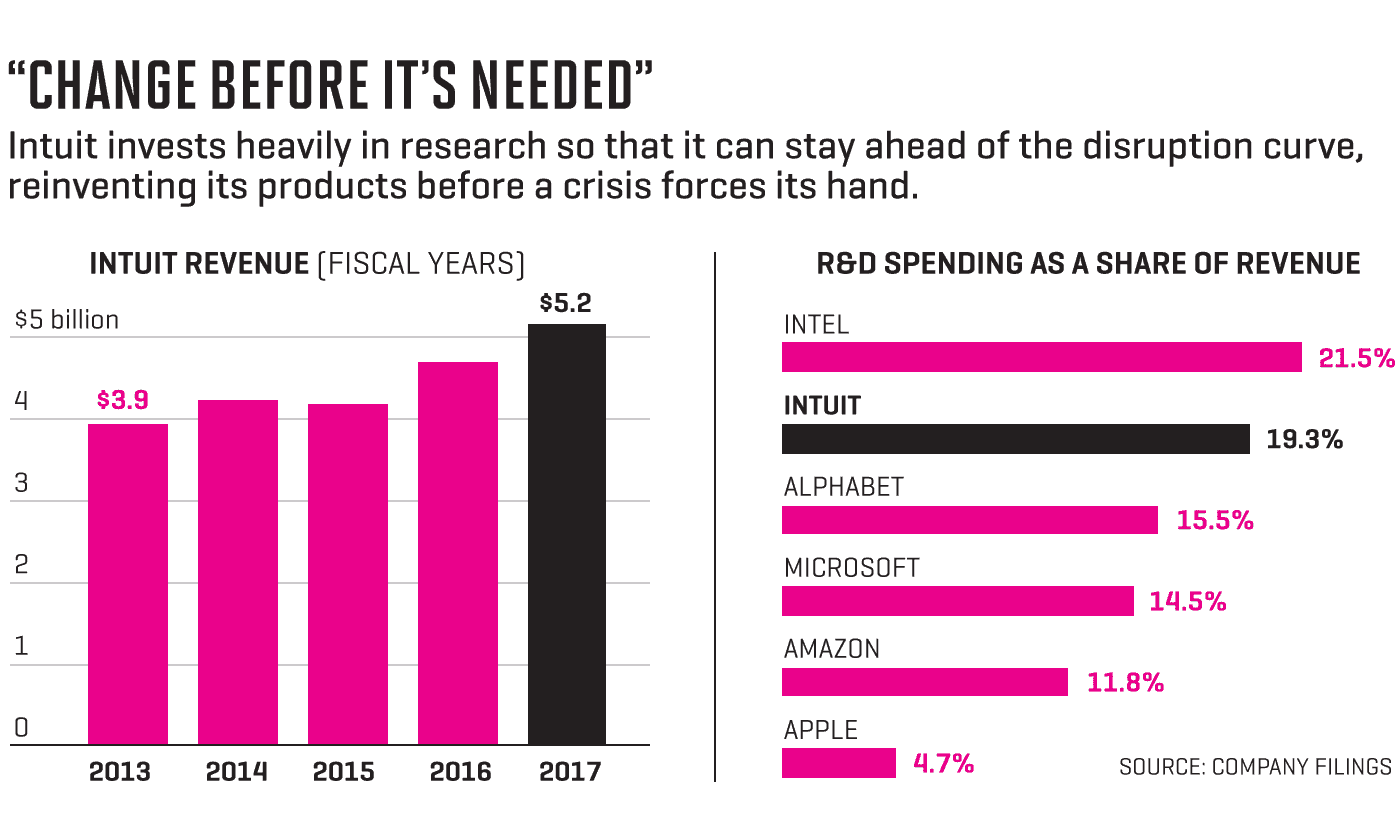 “CHANGE BEFORE IT’S NEEDED”
Intuit invests heavily in research so that it can stay ahead of the disruption curve,
reinventing its products before a crisis forces its hand.
INTUIT REVENUE (FISCAL YEARS)
$5 billion
4
3
2
1
0
$3.9
$5.2
2013 2014 2015 2016 2017
R&D SPENDING AS A SHARE OF REVENUE
INTEL
21.5%
INTUIT
19.3%
ALPHABET
15.5%
MICROSOFT
14.5%
AMAZON
11.8%
APPLE
4.7%
SOURCE: COMPANY FILINGS